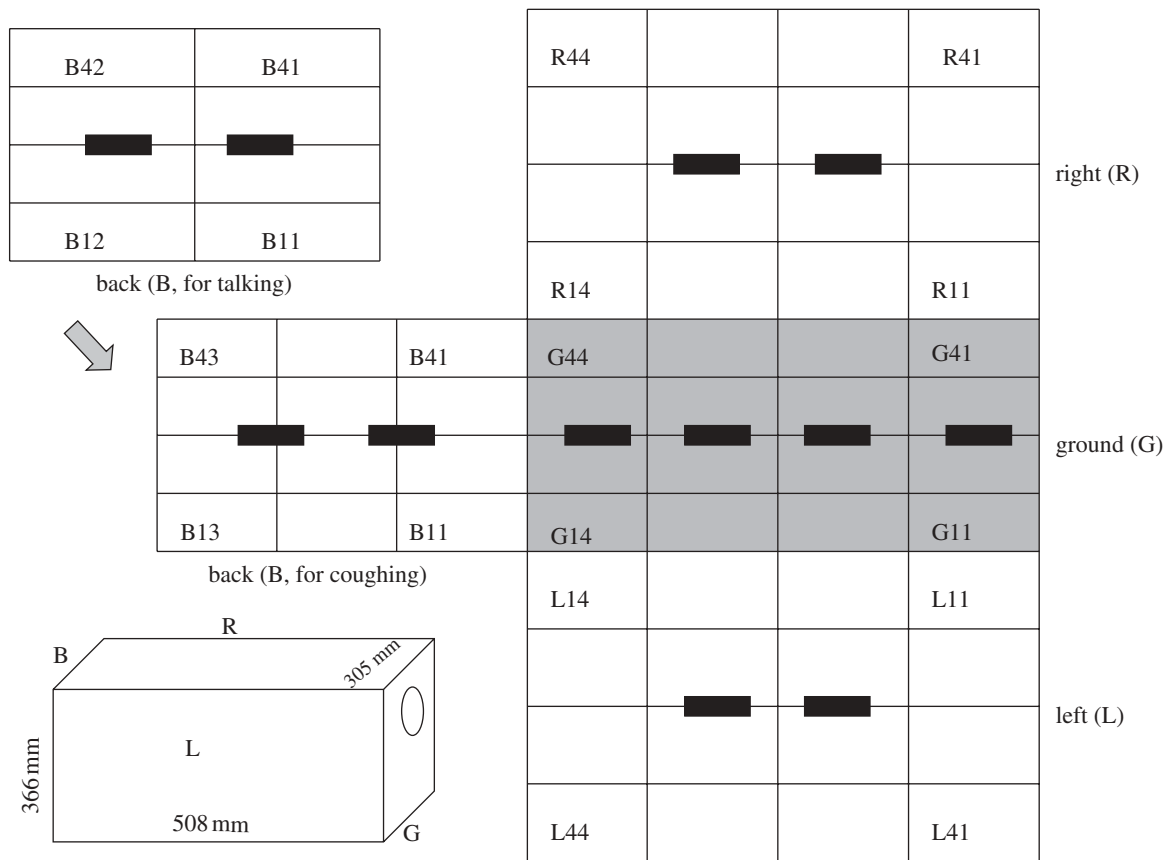 B42 B41
B12 B11
back (B, for talking)
R44 R41
right (R)
R14 R11
B43 B41 G44 G41
ground (G)
B13 B11 G14 G11
back (B, for coughing)
L14 L11
left (L)
L44 L41
R
B
305 mm
L
366 mm
508 mm
G